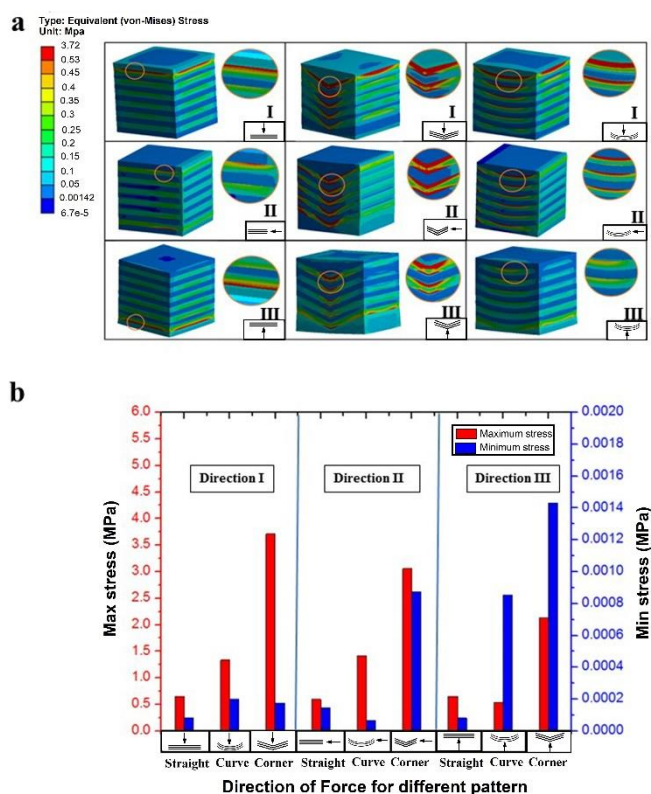 a
Type: Equivalent (von-Mises) Stress
Unit: Mpa
3.72
0.53
0.45
0.4
0.35
0.3
0.25
0.2
0.15
0.1
0.05
0.00142
6.7e-5
I
I
I
II
II
II
III
III
III
b
Maximum stress
Minimum stress
Direction I
Direction II
Direction III
Max stress (MPa)
6.0
5.5
5.0
4.5
4.0
3.5
3.0
2.5
2.0
1.5
1.0
0.5
0.0
Min stress (MPa)
0.0020
0.0018
0.0016
0.0014
0.0012
0.0010
0.0008
0.0006
0.0004
0.0002
0.0000
Straight Curve Corner Straight Curve Corner Straight Curve Corner
Direction of Force for different pattern